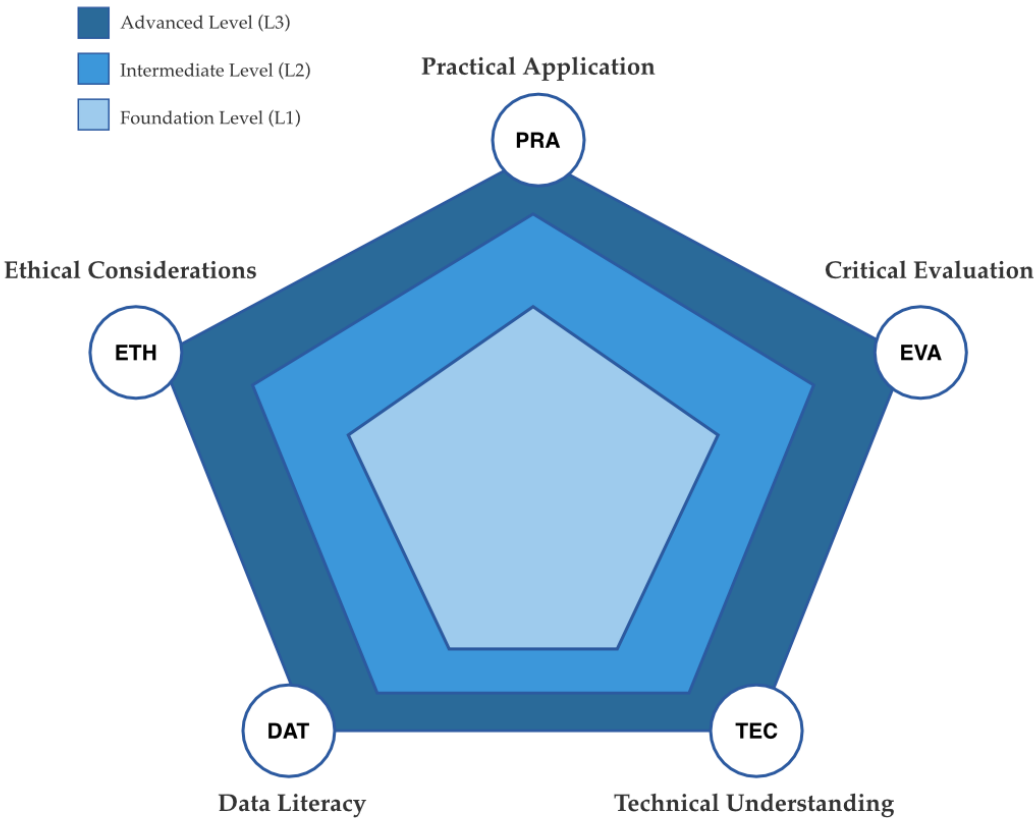 Advanced Level (L3)
Intermediate Level (L2)
Foundation Level (L1)
Practical Application
PRA
Ethical Considerations
Critical Evaluation
ETH
EVA
DAT
TEC
Data Literacy
Technical Understanding